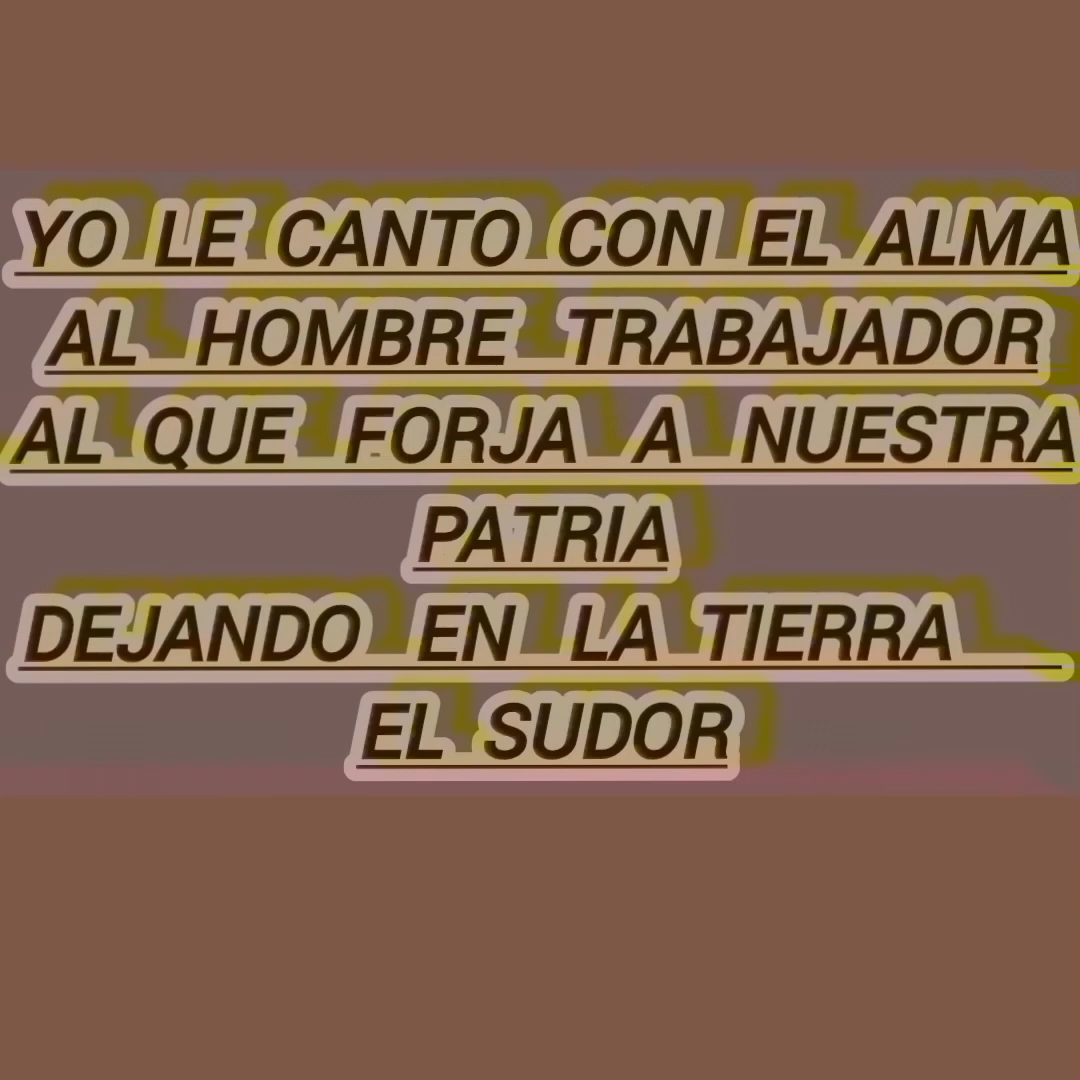 YO LE CANTO CON EL ALMA
AL HOMBRE TRABAJADOR
AL QUE FORJA A NUESTRA
PATRIA
DEJANDO EN LA TIERRA
EL SUDOR